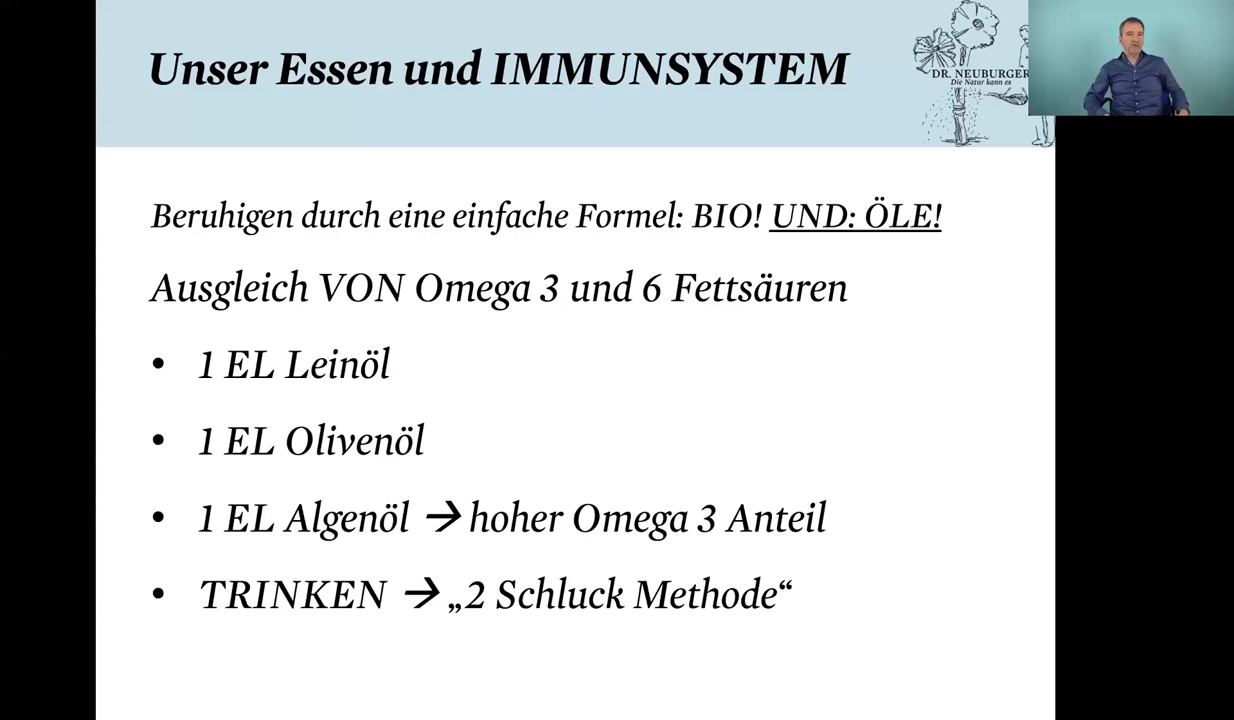 Unser Essen und IMMUNSYSTEM
DR. NEUBURGER
Die Natur kann es
Beruhigen durch eine einfache Formel: BIO! UND: ÖLE!
Ausgleich VON Omega 3 und 6 Fettsäuren
• 1 EL Leinöl
• 1 EL Olivenöl
• 1 EL Algenöl → hoher Omega 3 Anteil
• TRINKEN → „2 Schluck Methode“